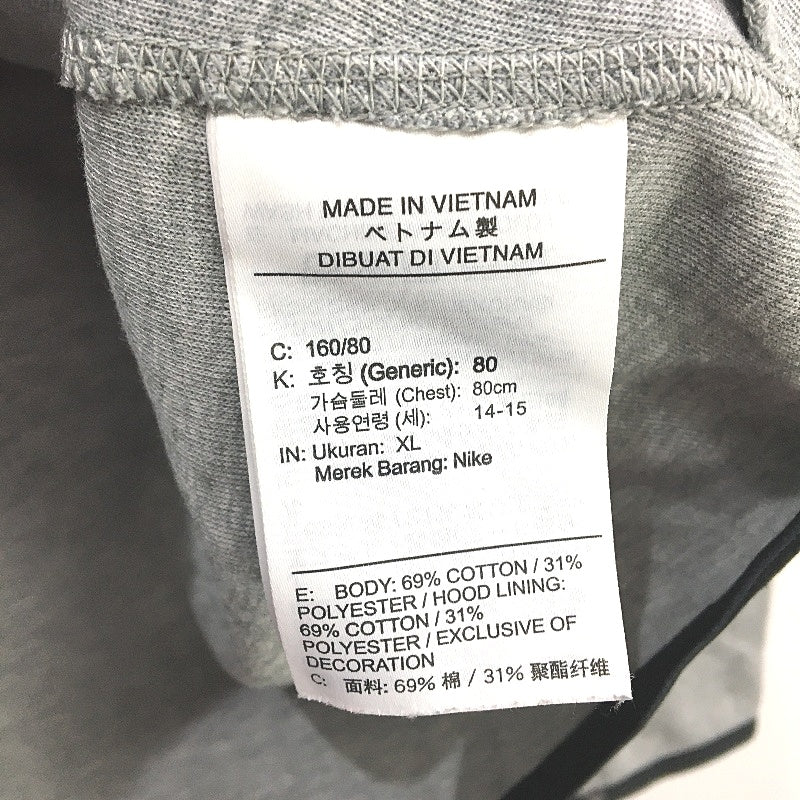 MADE IN VIETNAM
ベトナム製
DIBUAT DI VIETNAM
C: 160/80
K: 호칭 (Generic): 80
가슴둘레 (Chest): 80cm
사용연령 (세): 14-15
IN: Ukuran: XL
Merek Barang: Nike
E: BODY: 69% COTTON / 31%
POLYESTER / HOOD LINING:
69% COTTON / 31%
POLYESTER / EXCLUSIVE OF
DECORATION
C: 面料: 69% 棉 / 31% 聚酯纤维